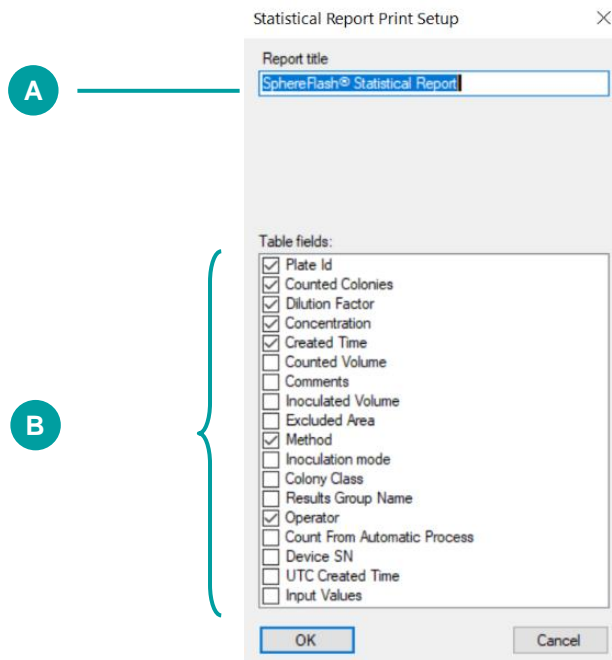 Statistical Report Print Setup
Report title
A
SphereFlash® Statistical Report
Table fields:
Plate Id
Counted Colonies
Dilution Factor
Concentration
Created Time
Counted Volume
Comments
Inoculated Volume
Excluded Area
B
Method
Inoculation mode
Colony Class
Results Group Name
Operator
Count From Automatic Process
Device SN
UTC Created Time
Input Values
OK
Cancel